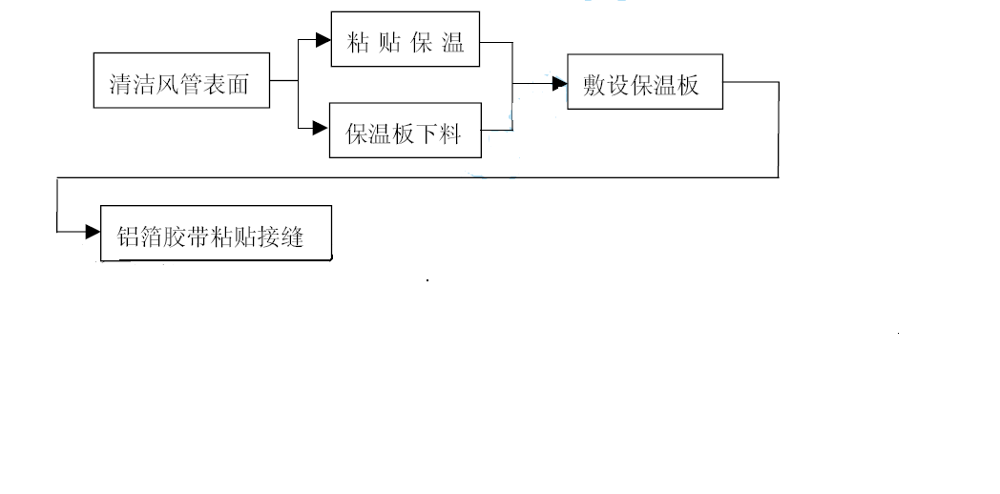 清洁风管表面
粘贴保温
保温板下料
敷设保温板
铝箔胶带粘贴接缝